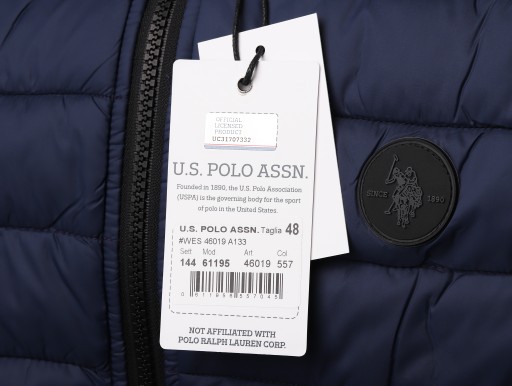 OFFICIAL
LICENSED
PRODUCT
UC31707332
U.S. POLO ASSN.
Founded in 1890, the U.S. Polo Association
(USPA) is the governing body for the sport
of polo in the United States.
U.S. POLO ASSN. Taglia 48
#WES 46019 A133
Sett Mod Art Col
144 61195 46019 557
NOT AFFILIATED WITH
POLO RALPH LAUREN CORP.
SINCE 1890